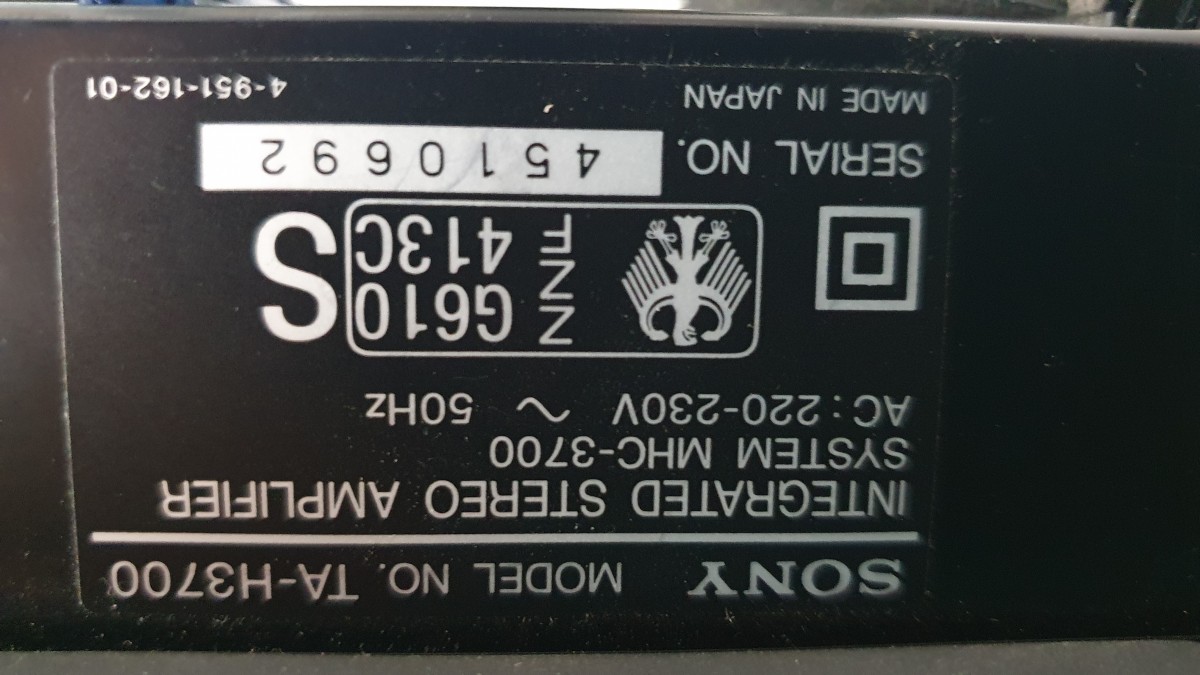 SONY MODEL NO. TA-H3700
INTEGRATED STEREO AMPLIFIER
SYSTEM MHC-3700
AC : 220-230V ~ 50Hz
ZZF G610 S
413C
SERIAL NO. 4510692
MADE IN JAPAN 4-951-162-01